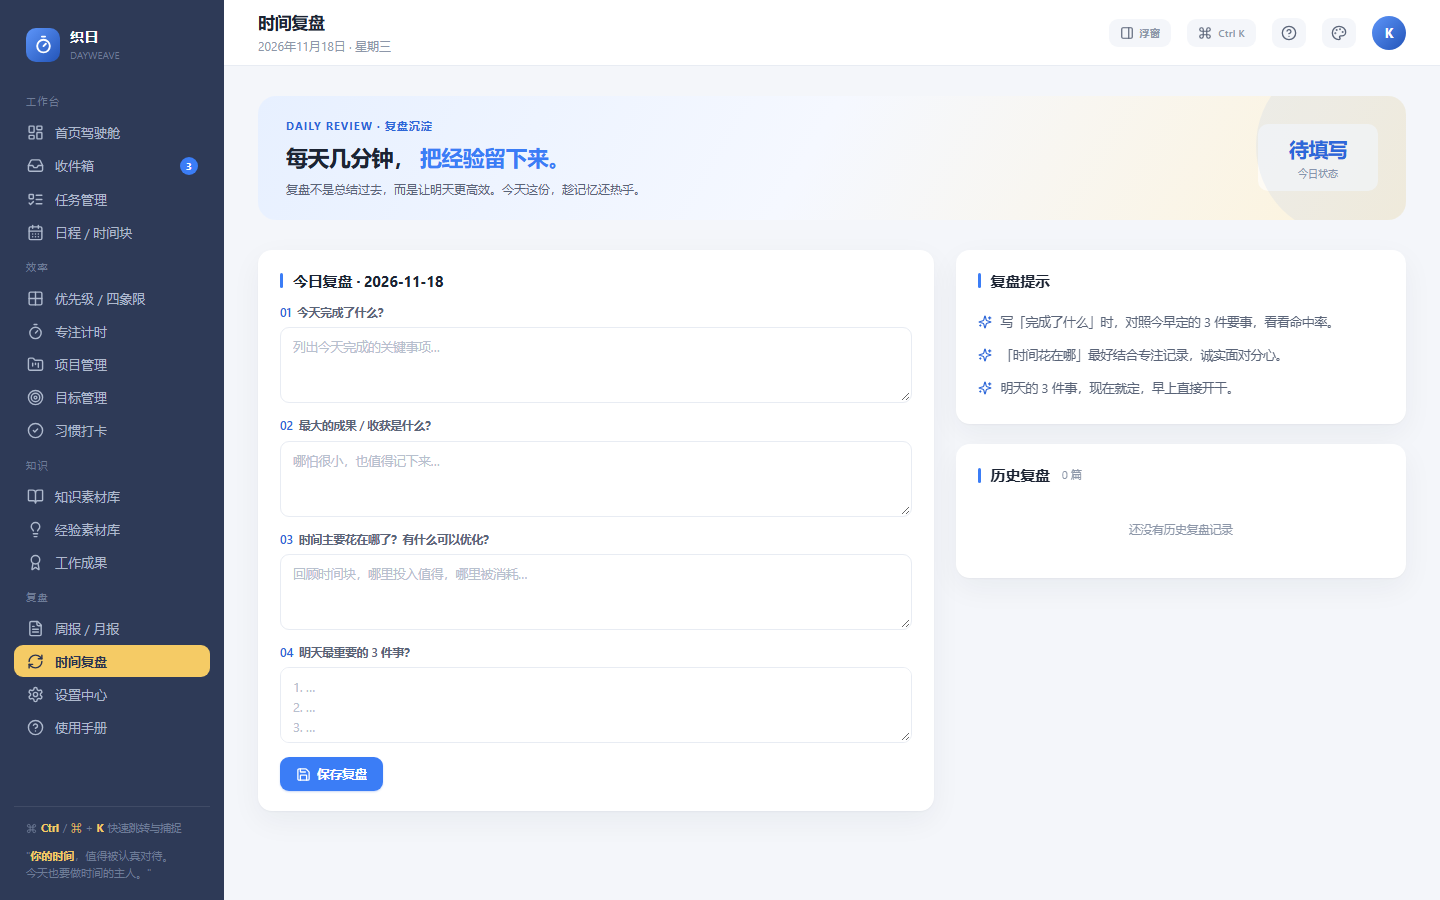 织日
DAYWEAVE
工作台
首页驾驶舱
收件箱
3
任务管理
日程 / 时间块
效率
优先级 / 四象限
专注计时
项目管理
目标管理
习惯打卡
知识
知识素材库
经验素材库
工作成果
复盘
周报 / 月报
时间复盘
设置中心
使用手册
⌘ Ctrl / ⌘ + K 快速跳转与捕捉
"你的时间，值得被认真对待。
今天也要做时间的主人。"
时间复盘
2026年11月18日 · 星期三
浮窗
⌘ Ctrl K
K
DAILY REVIEW · 复盘沉淀
每天几分钟，把经验留下来。
复盘不是总结过去，而是让明天更高效。今天这份，趁记忆还热乎。
待填写
今日状态
今日复盘 · 2026-11-18
01 今天完成了什么？
列出今天完成的关键事项...
02 最大的成果 / 收获是什么？
哪怕很小，也值得记下来...
03 时间主要花在哪了？有什么可以优化？
回顾时间块，哪里投入值得，哪里被消耗...
04 明天最重要的 3 件事？
1. ...
2. ...
3. ...
保存复盘
复盘提示
写「完成了什么」时，对照今早定的 3 件要事，看看命中率。
「时间花在哪」最好结合专注记录，诚实面对分心。
明天的 3 件事，现在就定，早上直接开干。
历史复盘 0 篇
还没有历史复盘记录